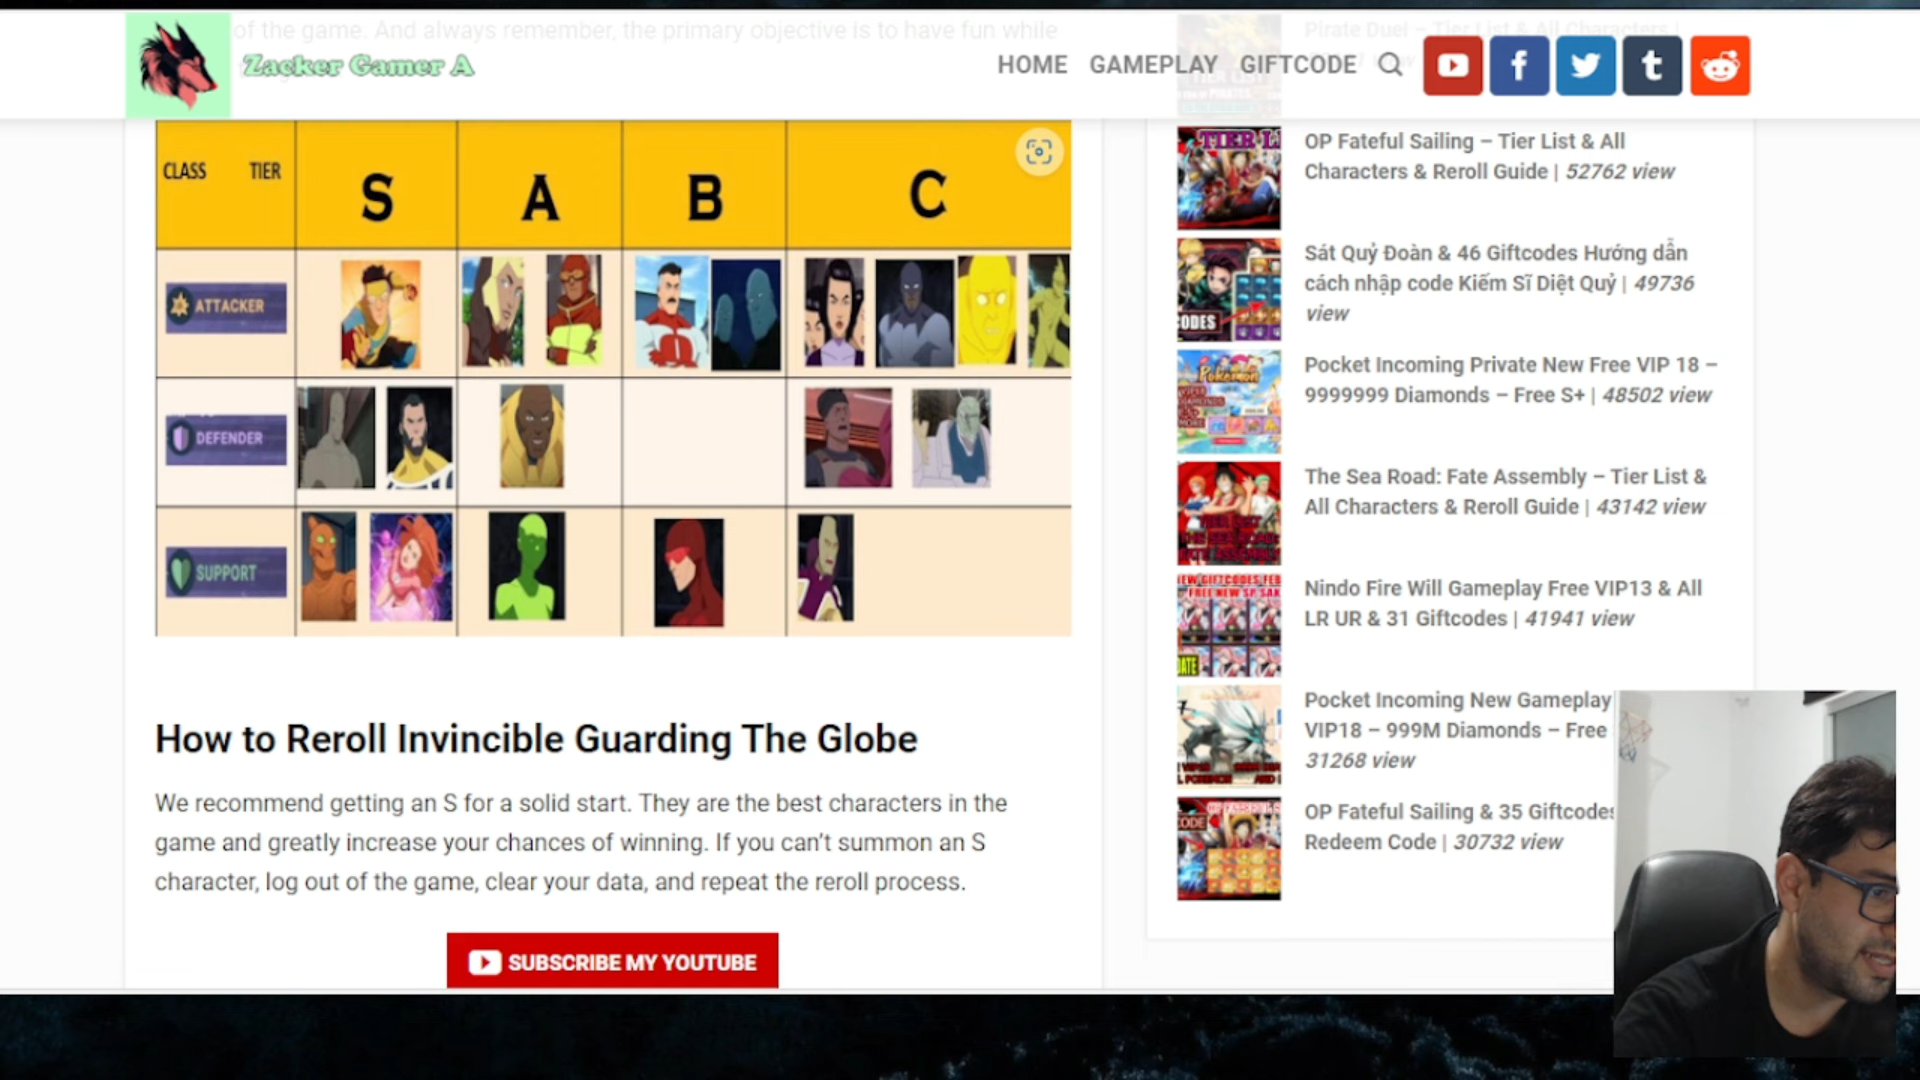 of the game. And always remember, the primary objective is to have fun while
Zacker Gamer A
HOME GAMEPLAY GIFTCODE
CLASS TIER S A B C
ATTACKER
DEFENDER
SUPPORT
How to Reroll Invincible Guarding The Globe
We recommend getting an S for a solid start. They are the best characters in the
game and greatly increase your chances of winning. If you can’t summon an S
character, log out of the game, clear your data, and repeat the reroll process.
SUBSCRIBE MY YOUTUBE
Pirate Duel – Tier List & All Characters |
view
TIER L
OP Fateful Sailing – Tier List & All
Characters & Reroll Guide | 52762 view
CODES
Sát Quỷ Đoàn & 46 Giftcodes Hướng dẫn
cách nhập code Kiếm Sĩ Diệt Quỷ | 49736
view
Pocket Incoming Private New Free VIP 18 –
9999999 Diamonds – Free S+ | 48502 view
The Sea Road: Fate Assembly – Tier List &
All Characters & Reroll Guide | 43142 view
Nindo Fire Will Gameplay Free VIP13 & All
LR UR & 31 Giftcodes | 41941 view
Pocket Incoming New Gameplay
VIP18 – 999M Diamonds – Free
31268 view
CODE
OP Fateful Sailing & 35 Giftcodes
Redeem Code | 30732 view